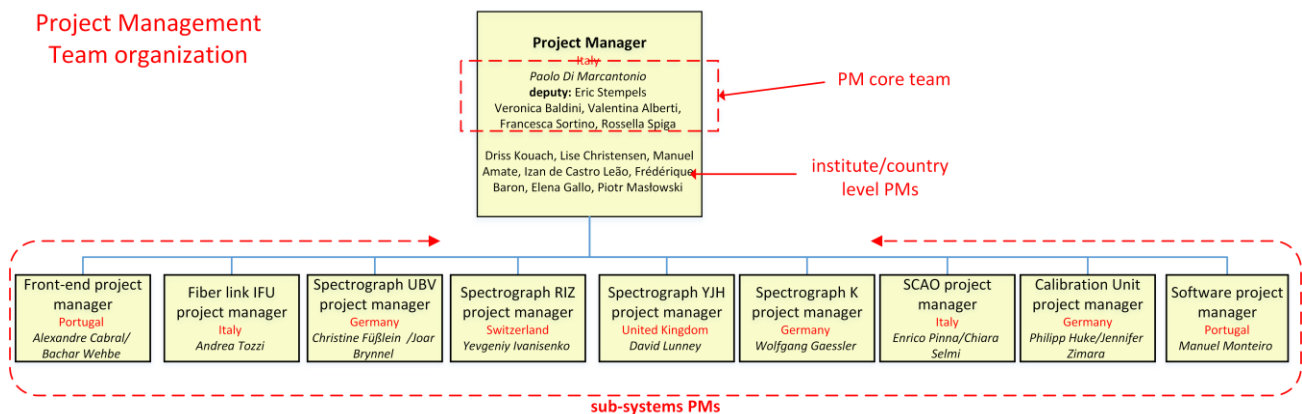 Project Management
Team organization
Project Manager
Italy
Paolo Di Marcantonio
deputy: Eric Stempels
Veronica Baldini, Valentina Alberti,
Francesca Sortino, Rossella Spiga
PM core team
Driss Kouach, Lise Christensen, Manuel
Amate, Izan de Castro Leão, Frédérique
Baron, Elena Gallo, Piotr Masłowski
institute/country
level PMs
Front-end project
manager
Portugal
Alexandre Cabral/
Bachar Wehbe
Fiber link IFU
project manager
Italy
Andrea Tozzi
Spectrograph UBV
project manager
Germany
Christine Füßlein /Joar
Brynnel
Spectrograph RIZ
project manager
Switzerland
Yevgeniy Ivanisenko
Spectrograph YJH
project manager
United Kingdom
David Lunney
Spectrograph K
project manager
Germany
Wolfgang Gaessler
SCAO project
manager
Italy
Enrico Pinna/Chiara
Selmi
Calibration Unit
project manager
Germany
Philipp Huke/Jennifer
Zimara
Software project
manager
Portugal
Manuel Monteiro
sub-systems PMs